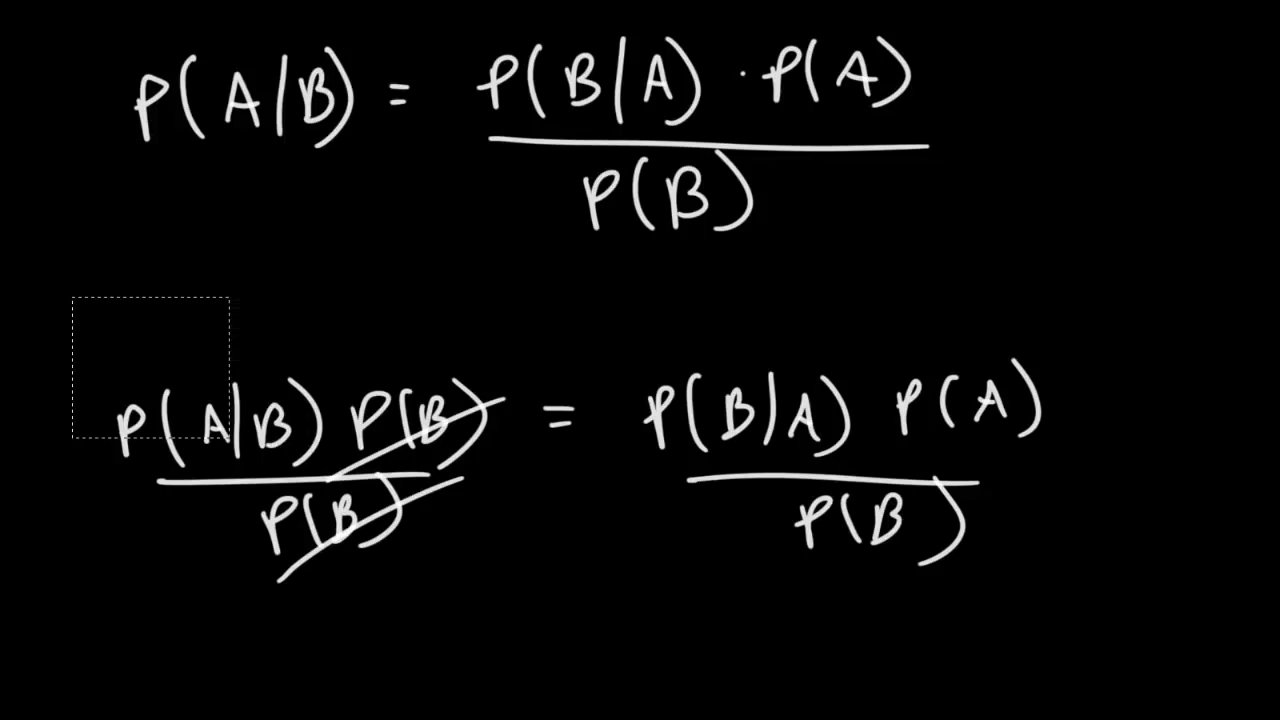 P(A|B) = P(B|A) · P(A)
P(B)
P(A|B) P(B) = P(B|A) P(A)
P(B) P(B)